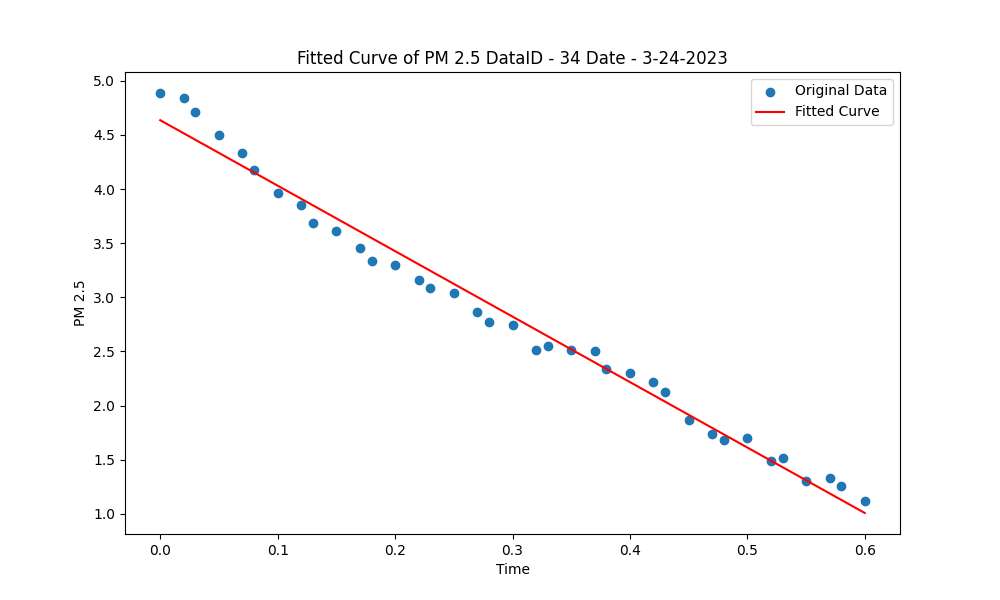 Fitted Curve of PM 2.5 DataID - 34 Date - 3-24-2023
Original Data
Fitted Curve
5.0
4.5
4.0
3.5
3.0
2.5
2.0
1.5
1.0
PM 2.5
0.0 0.1 0.2 0.3 0.4 0.5 0.6
Time